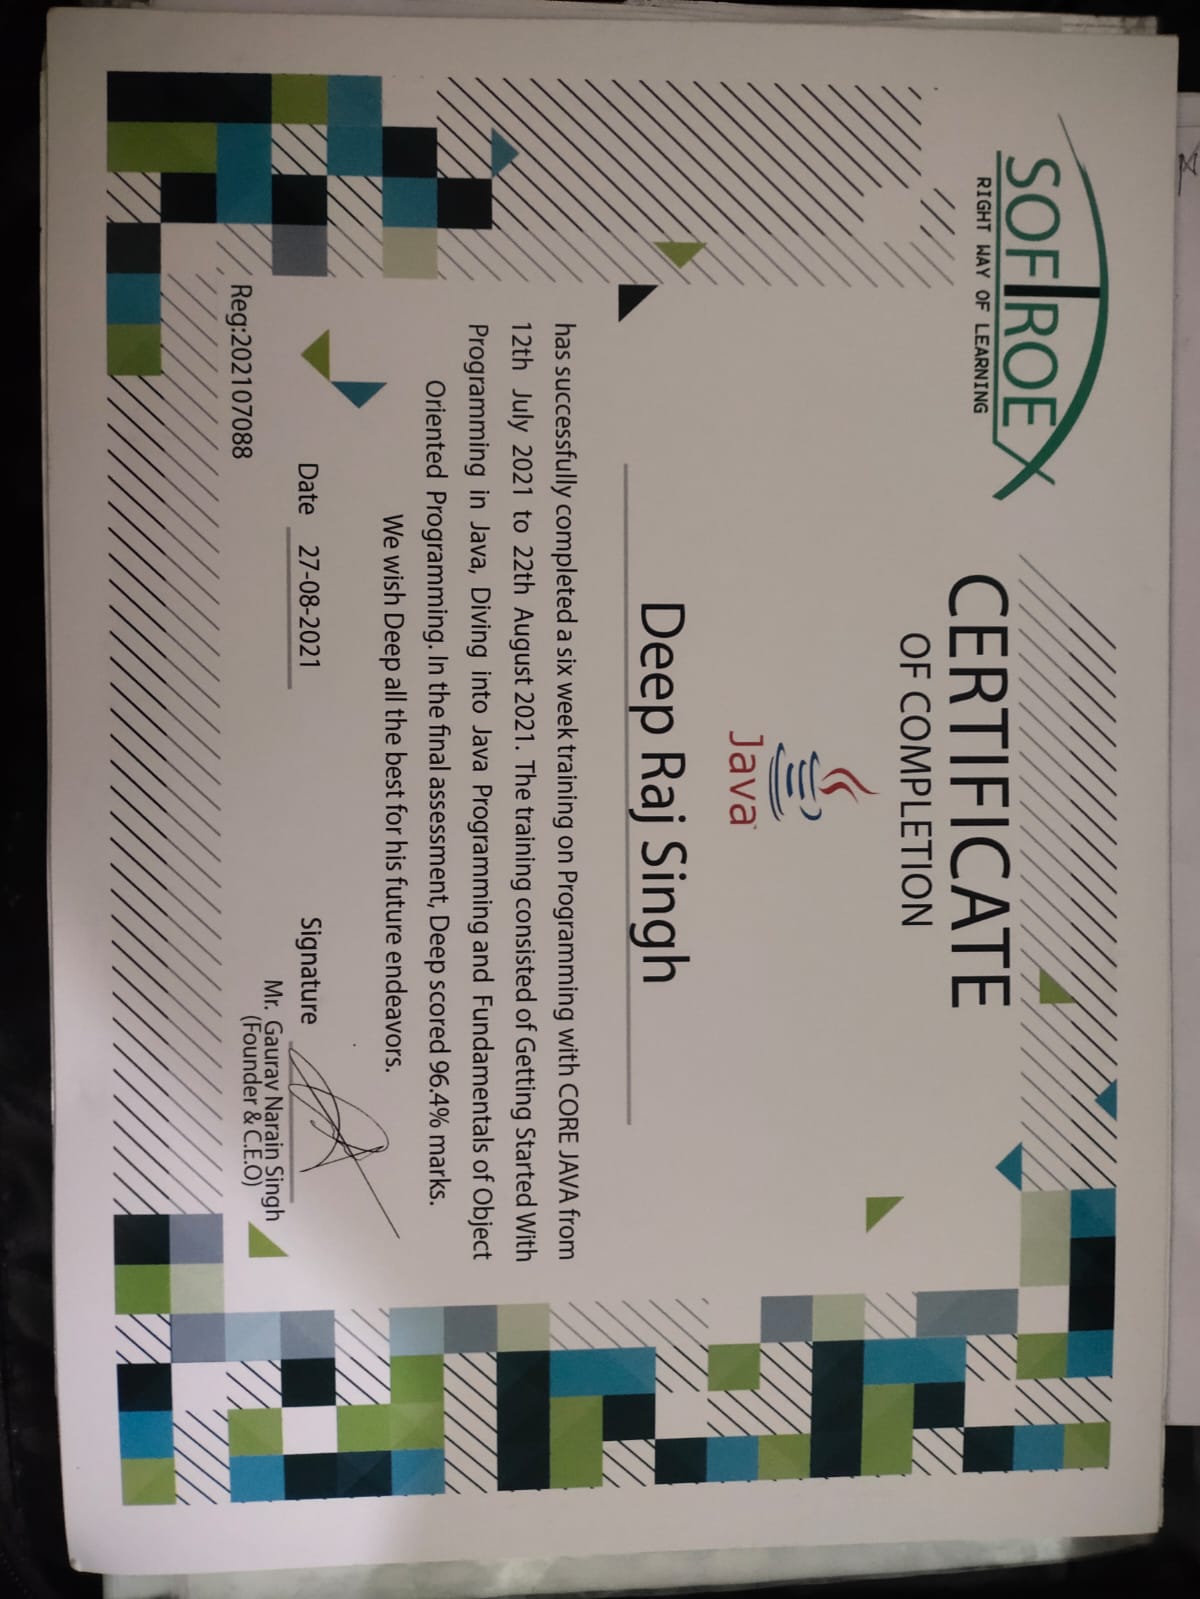 SOFTROE
RIGHT WAY OF LEARNING
CERTIFICATE
OF COMPLETION
Java
Deep Raj Singh
has successfully completed a six week training on Programming with CORE JAVA from
12th July 2021 to 22th August 2021. The training consisted of Getting Started With
Programming in Java, Diving into Java Programming and Fundamentals of Object
Oriented Programming. In the final assessment, Deep scored 96.4% marks.
We wish Deep all the best for his future endeavors.
Date 27-08-2021
Signature
Mr. Gaurav Narain Singh
(Founder & C.E.O)
Reg:202107088